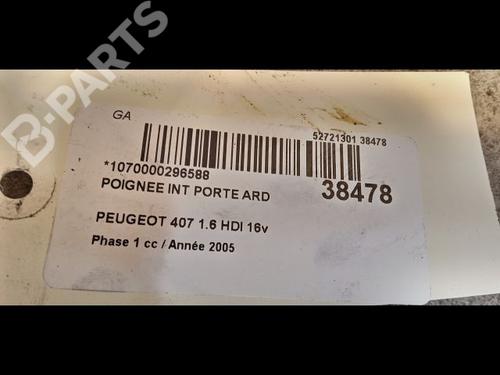 B-PARTS
GA
52721301 38478
*1070000296588
POIGNEE INT PORTE ARD
38478
PEUGEOT 407 1.6 HDI 16v
Phase 1 cc / Année 2005